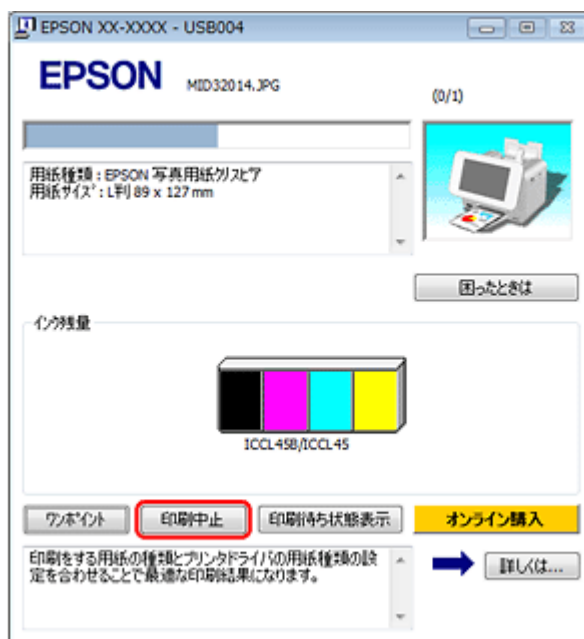 EPSON XX-XXXX - USB004
EPSON MID32014.JPG
(0/1)
用紙種類 : EPSON 写真用紙クリスピア
用紙サイズ : L判 89 x 127 mm
困ったときは
インク残量
ICCL45B/ICCL45
ワンポイント 印刷中止 印刷待ち状態表示 オンライン購入
印刷をする用紙の種類とプリンタドライバの用紙種類の設
定を合わせることで最適な印刷結果になります。
詳しくは...